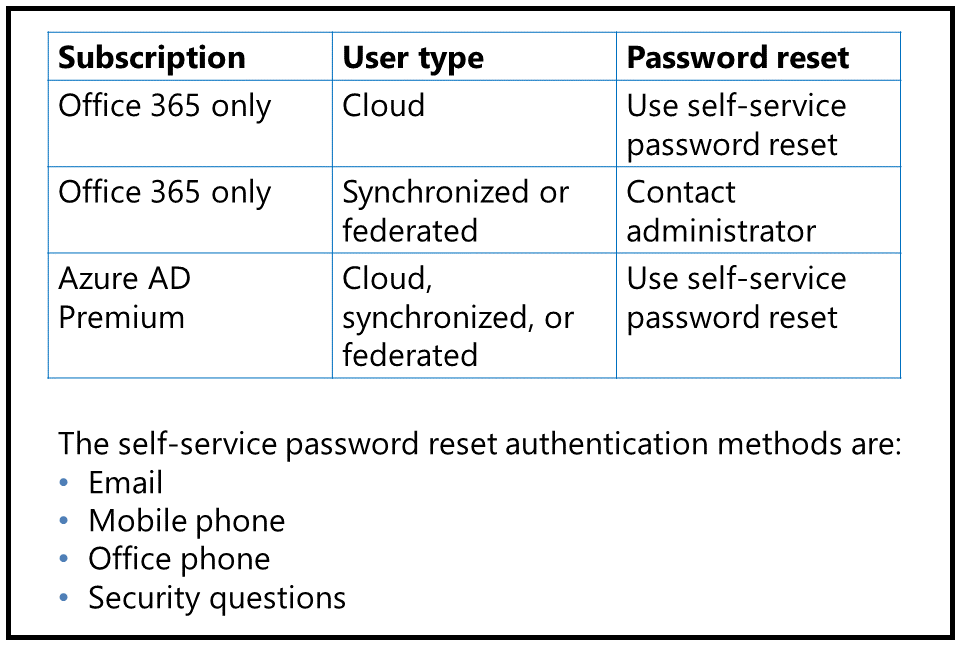 Subscription User type Password reset
Office 365 only Cloud Use self-service
password reset
Office 365 only Synchronized or Contact
federated administrator
Azure AD Cloud, Use self-service
Premium synchronized, or password reset
federated
The self-service password reset authentication methods are:
• Email
• Mobile phone
• Office phone
• Security questions